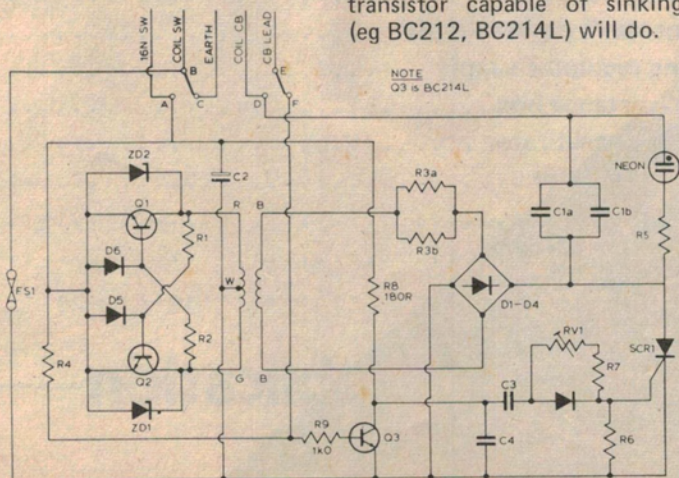 transistor capable of sinking
(eg BC212, BC214L) will do.
16N SW
COIL SW
EARTH
COIL CB
CB LEAD
B
C
A
E
F
D
NOTE
Q3 is BC214L
ZD2
Q1
D6
D5
Q2
ZD1
FS1
R4
R1
R2
C2
R
W
G
B
B
R3a
R3b
R8
180R
D1-D4
C1a
C1b
NEON
R5
SCR1
RV1
R7
C3
C4
R6
R9
1k0
Q3